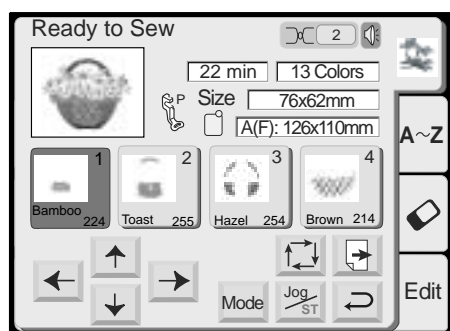 Ready to Sew
2
22 min
13 Colors
P
Size
76x62mm
A(F): 126x110mm
A~Z
1
2
3
4
Bamboo
224
Toast 255
Hazel 254
Brown 214
Mode
Jog/ST
Edit